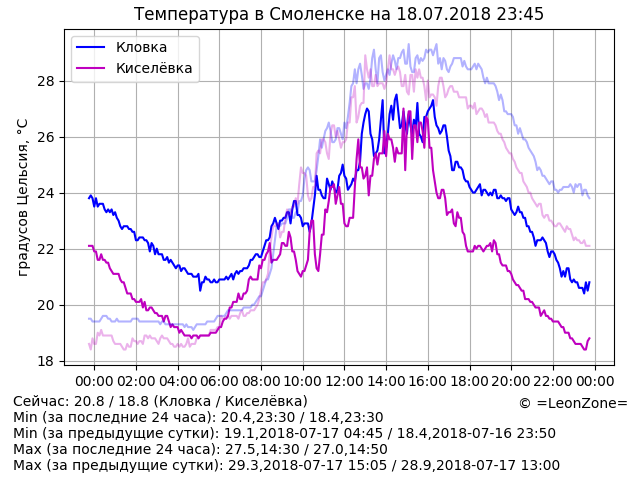 Температура в Смоленске на 18.07.2018 23:45
Кловка
Киселёвка
градусов Цельсия, °C
28
26
24
22
20
18
00:00 02:00 04:00 06:00 08:00 10:00 12:00 14:00 16:00 18:00 20:00 22:00 00:00
Сейчас: 20.8 / 18.8 (Кловка / Киселёвка)
© =LeonZone=
Min (за последние 24 часа): 20.4,23:30 / 18.4,23:30
Min (за предыдущие сутки): 19.1,2018-07-17 04:45 / 18.4,2018-07-16 23:50
Max (за последние 24 часа): 27.5,14:30 / 27.0,14:50
Max (за предыдущие сутки): 29.3,2018-07-17 15:05 / 28.9,2018-07-17 13:00